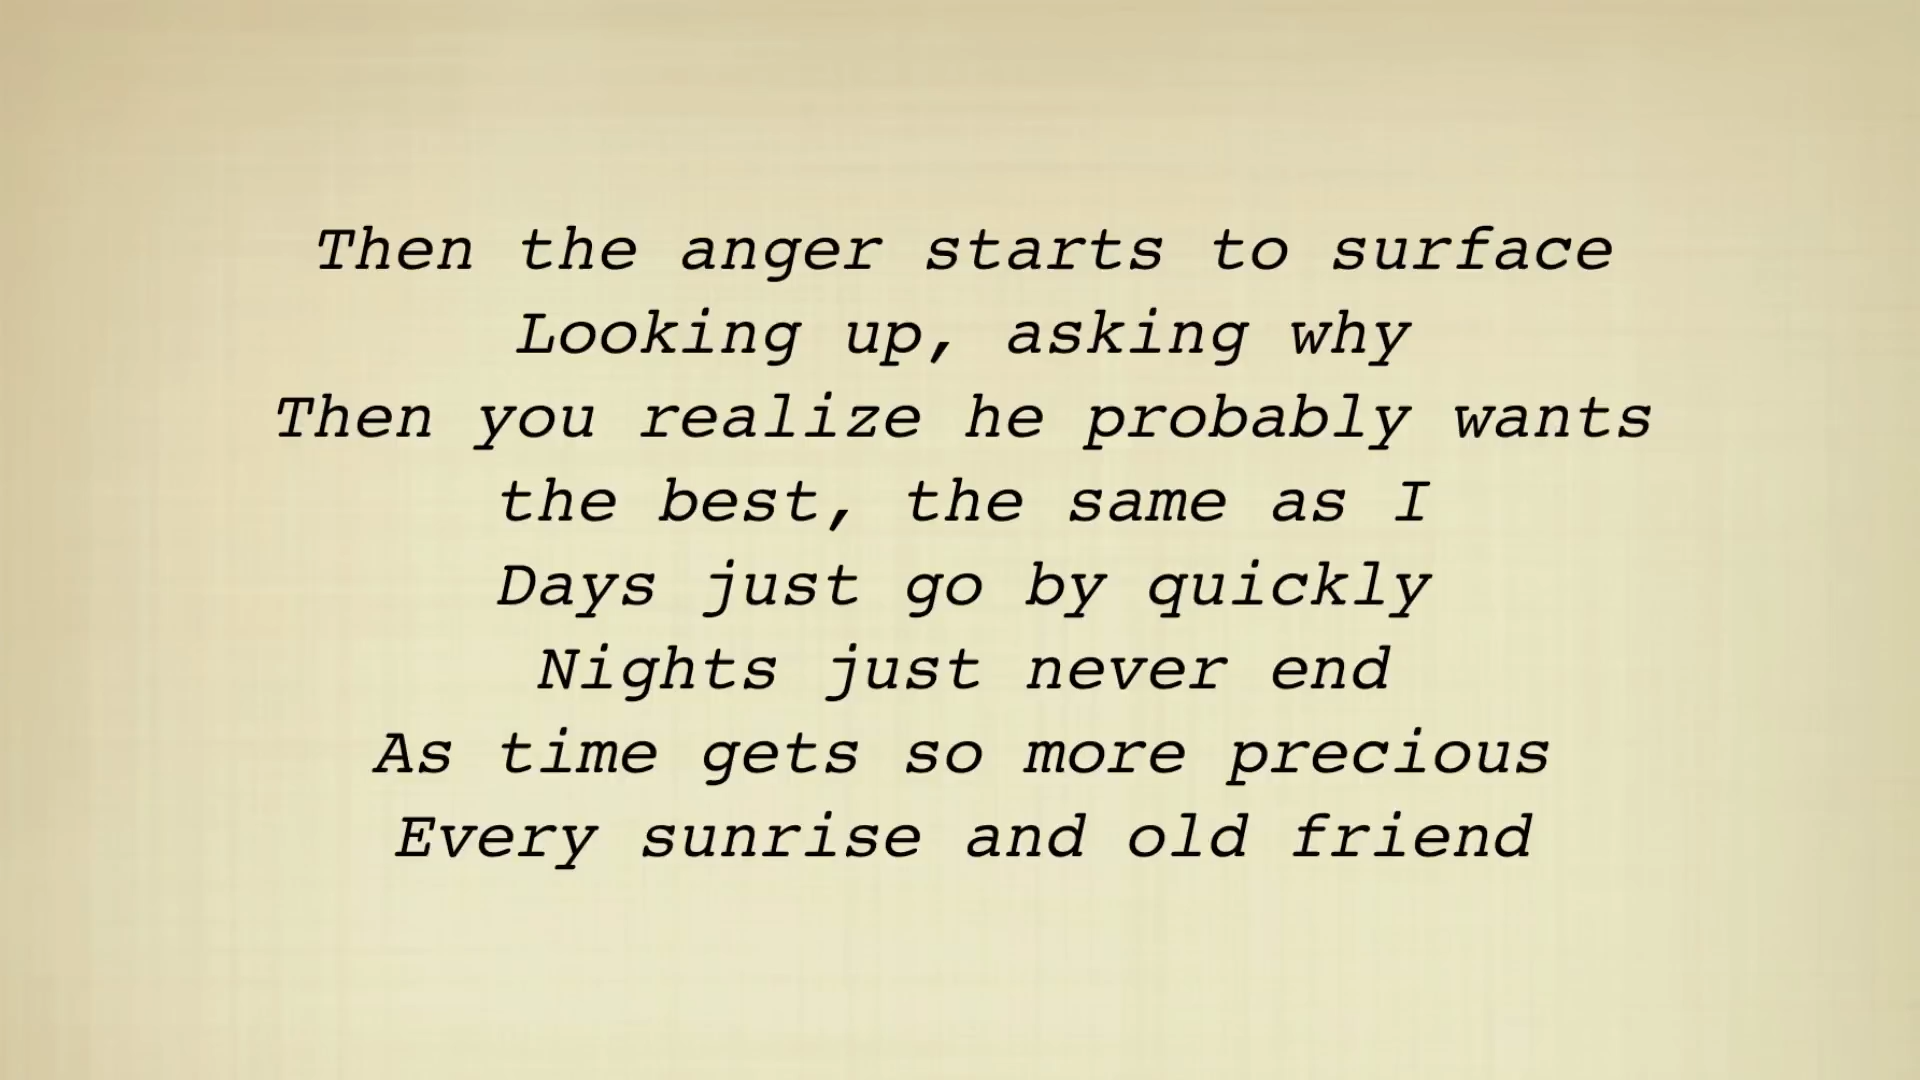 Then the anger starts to surface
Looking up, asking why
Then you realize he probably wants
the best, the same as I
Days just go by quickly
Nights just never end
As time gets so more precious
Every sunrise and old friend